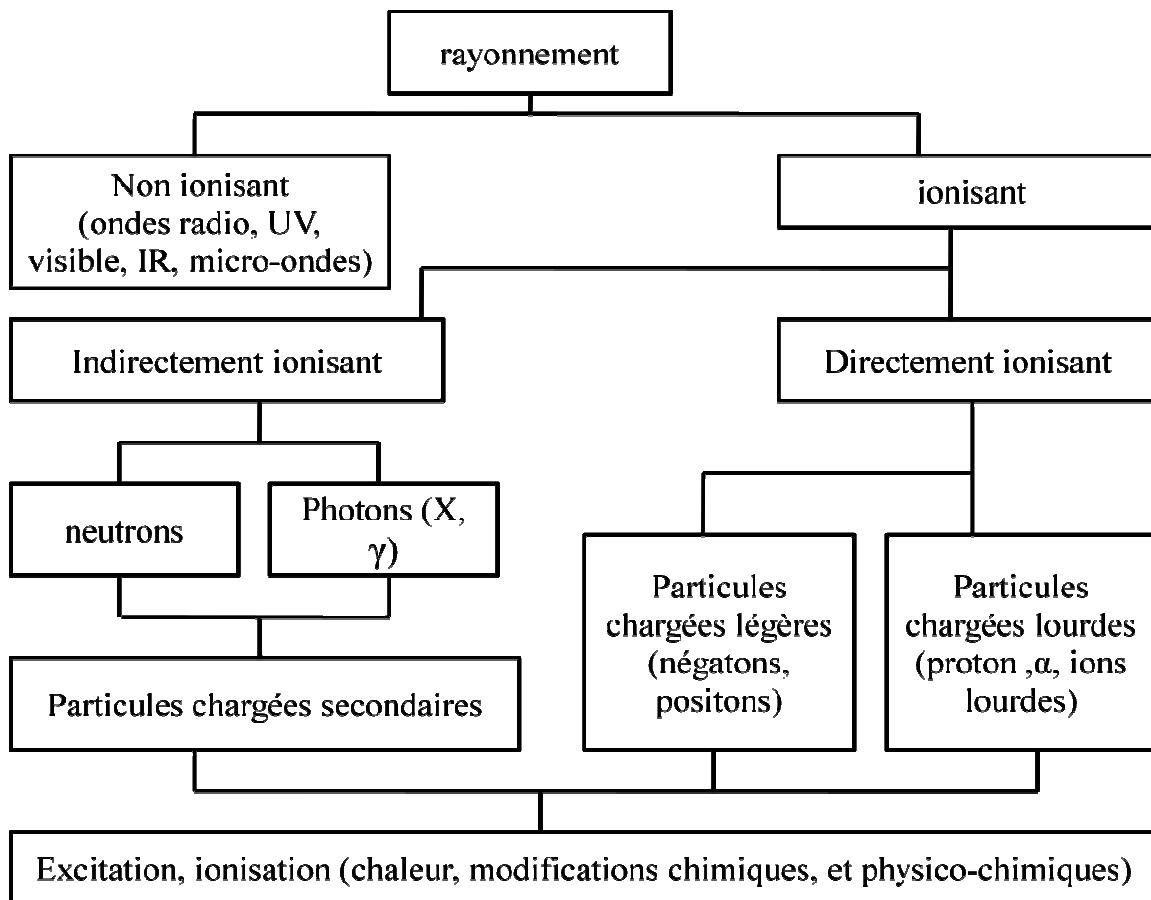 rayonnement
Non ionisant
(ondes radio, UV,
visible, IR, micro-ondes)
ionisant
Indirectement ionisant
Directement ionisant
neutrons
Photons (X,
γ)
Particules
chargées légères
(négatons,
positons)
Particules
chargées lourdes
(proton ,α, ions
lourdes)
Particules chargées secondaires
Excitation, ionisation (chaleur, modifications chimiques, et physico-chimiques)